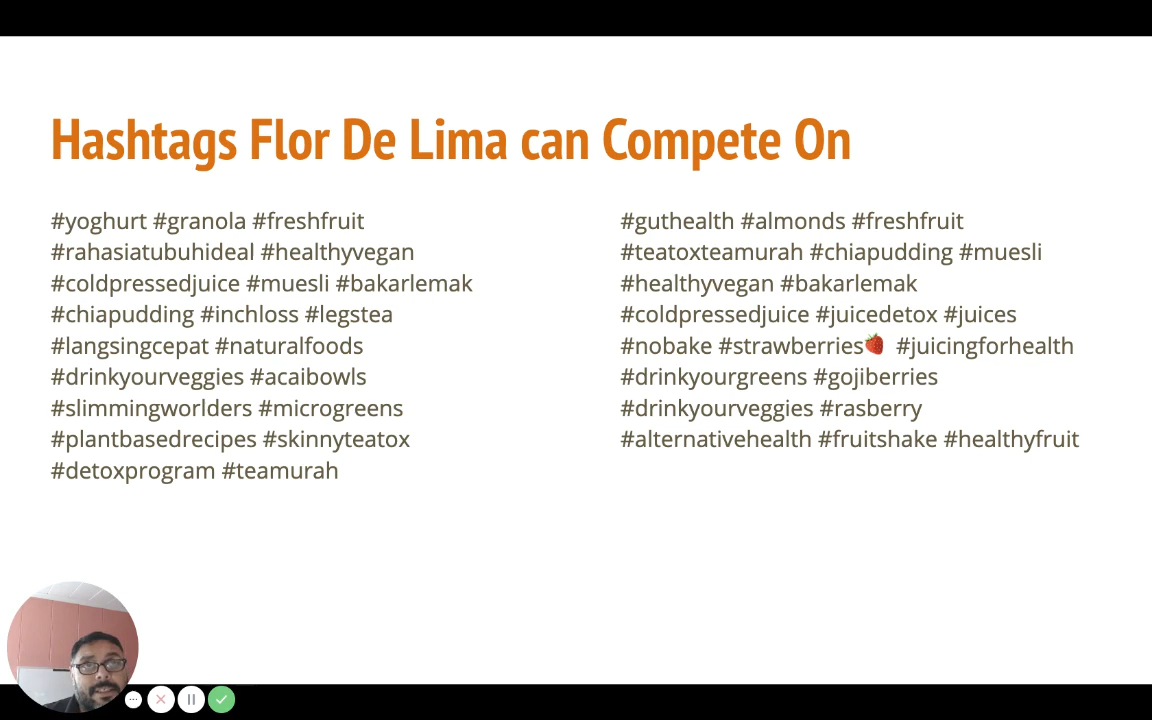 Hashtags Flor De Lima can Compete On
#yoghurt #granola #freshfruit
#rahasiatubuhideal #healthyvegan
#coldpressedjuice #muesli #bakarlemak
#chiapudding #inchloss #legstea
#langsingcepat #naturalfoods
#drinkyourveggies #acaibowls
#slimmingworlders #microgreens
#plantbasedrecipes #skinnyteatox
#detoxprogram #teamurah
#guthealth #almonds #freshfruit
#teatoxteamurah #chiapudding #muesli
#healthyvegan #bakarlemak
#coldpressedjuice #juicedetox #juices
#nobake #strawberries🍓 #juicingforhealth
#drinkyourgreens #gojiberries
#drinkyourveggies #rasberry
#alternativehealth #fruitshake #healthyfruit